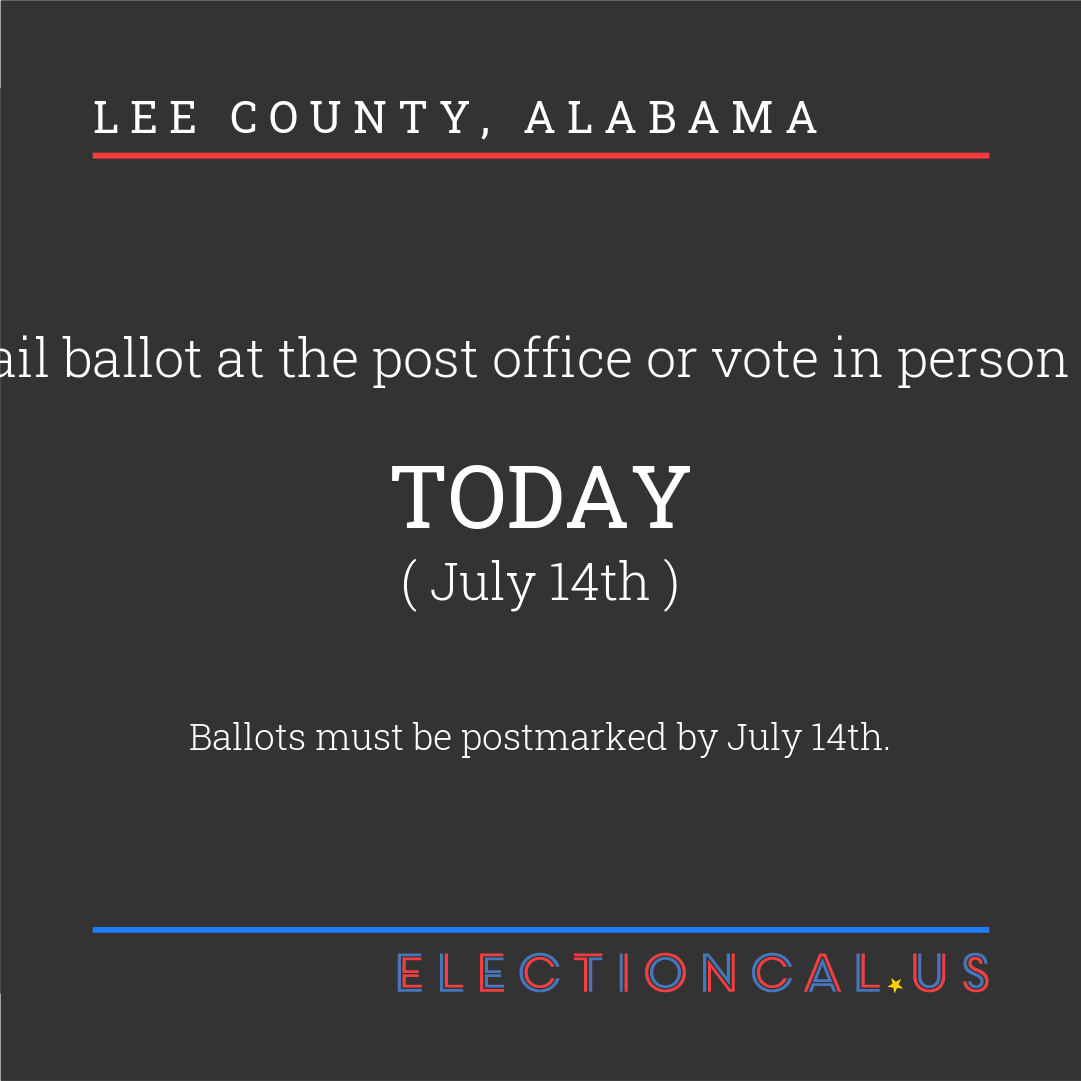 LEE COUNTY, ALABAMA
ail ballot at the post office or vote in person
TODAY
( July 14th )
Ballots must be postmarked by July 14th.
ELECTIONCAL.US